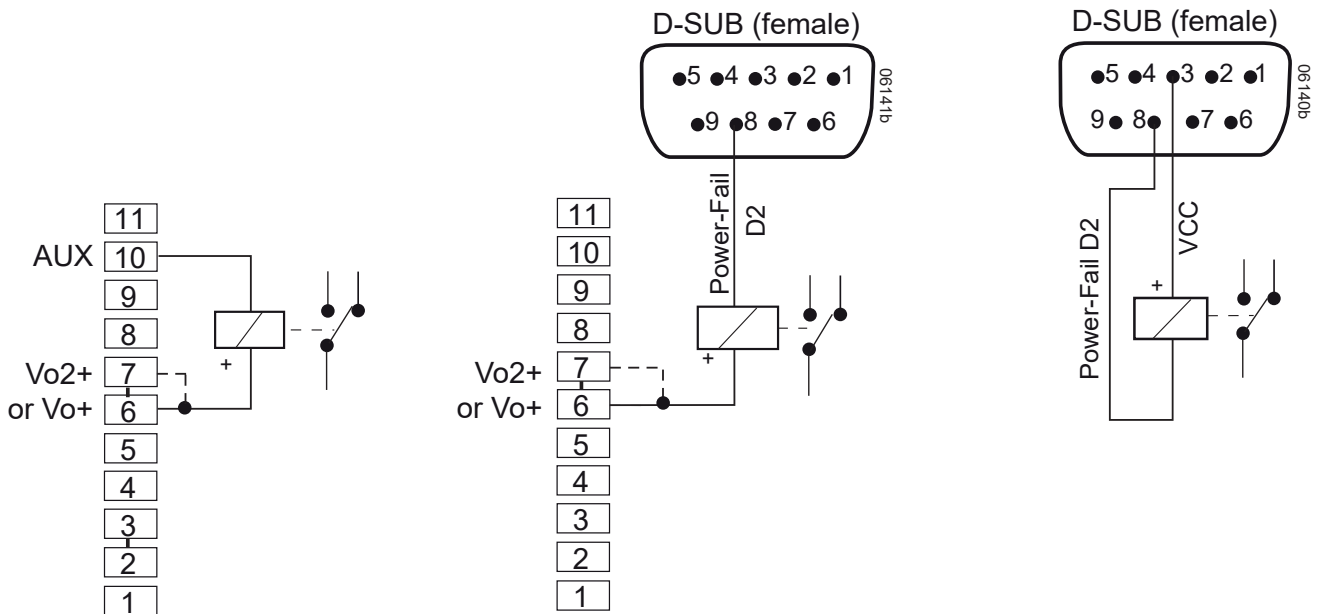 11
AUX 10
9
8
Vo2+ 7
or Vo+ 6
5
4
3
2
1
+
D-SUB (female)
5 4 3 2 1
9 8 7 6
06141b
Power-Fail
D2
11
10
9
8
Vo2+ 7
or Vo+ 6
5
4
3
2
1
+
D-SUB (female)
5 4 3 2 1
9 8 7 6
06140b
Power-Fail D2
VCC
+